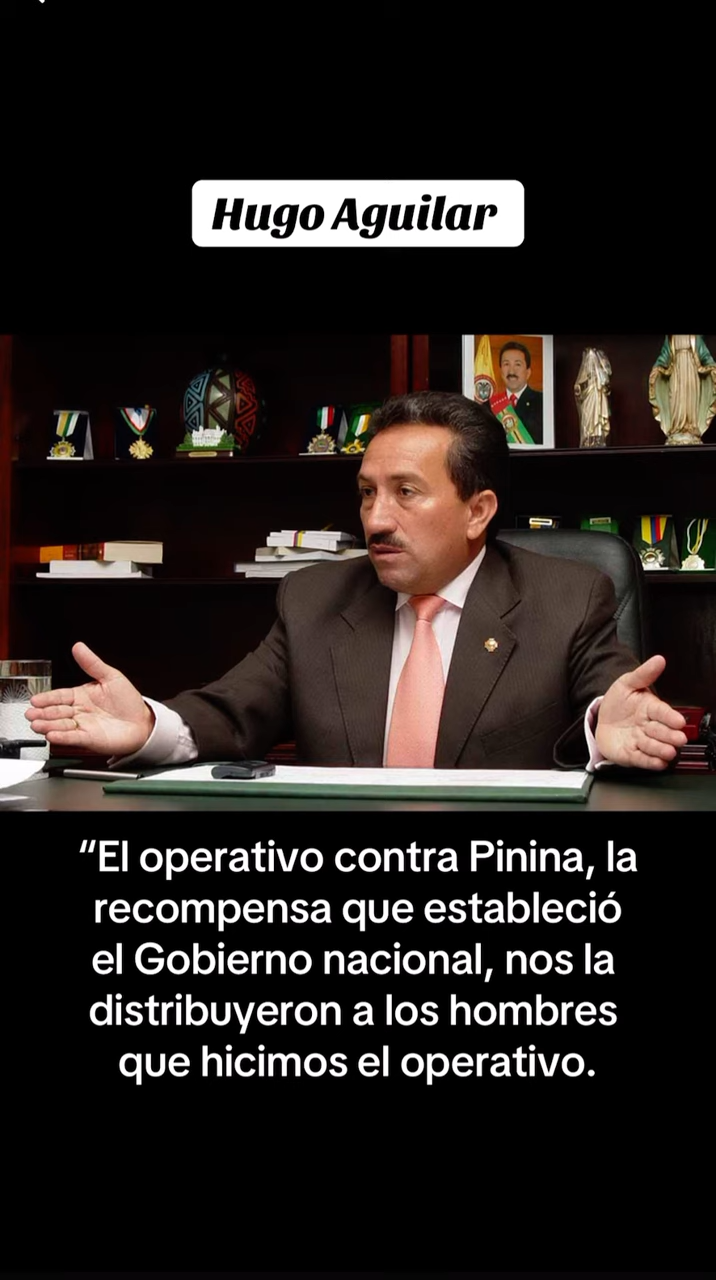 Hugo Aguilar
“El operativo contra Pinina, la
recompensa que estableció
el Gobierno nacional, nos la
distribuyeron a los hombres
que hicimos el operativo.